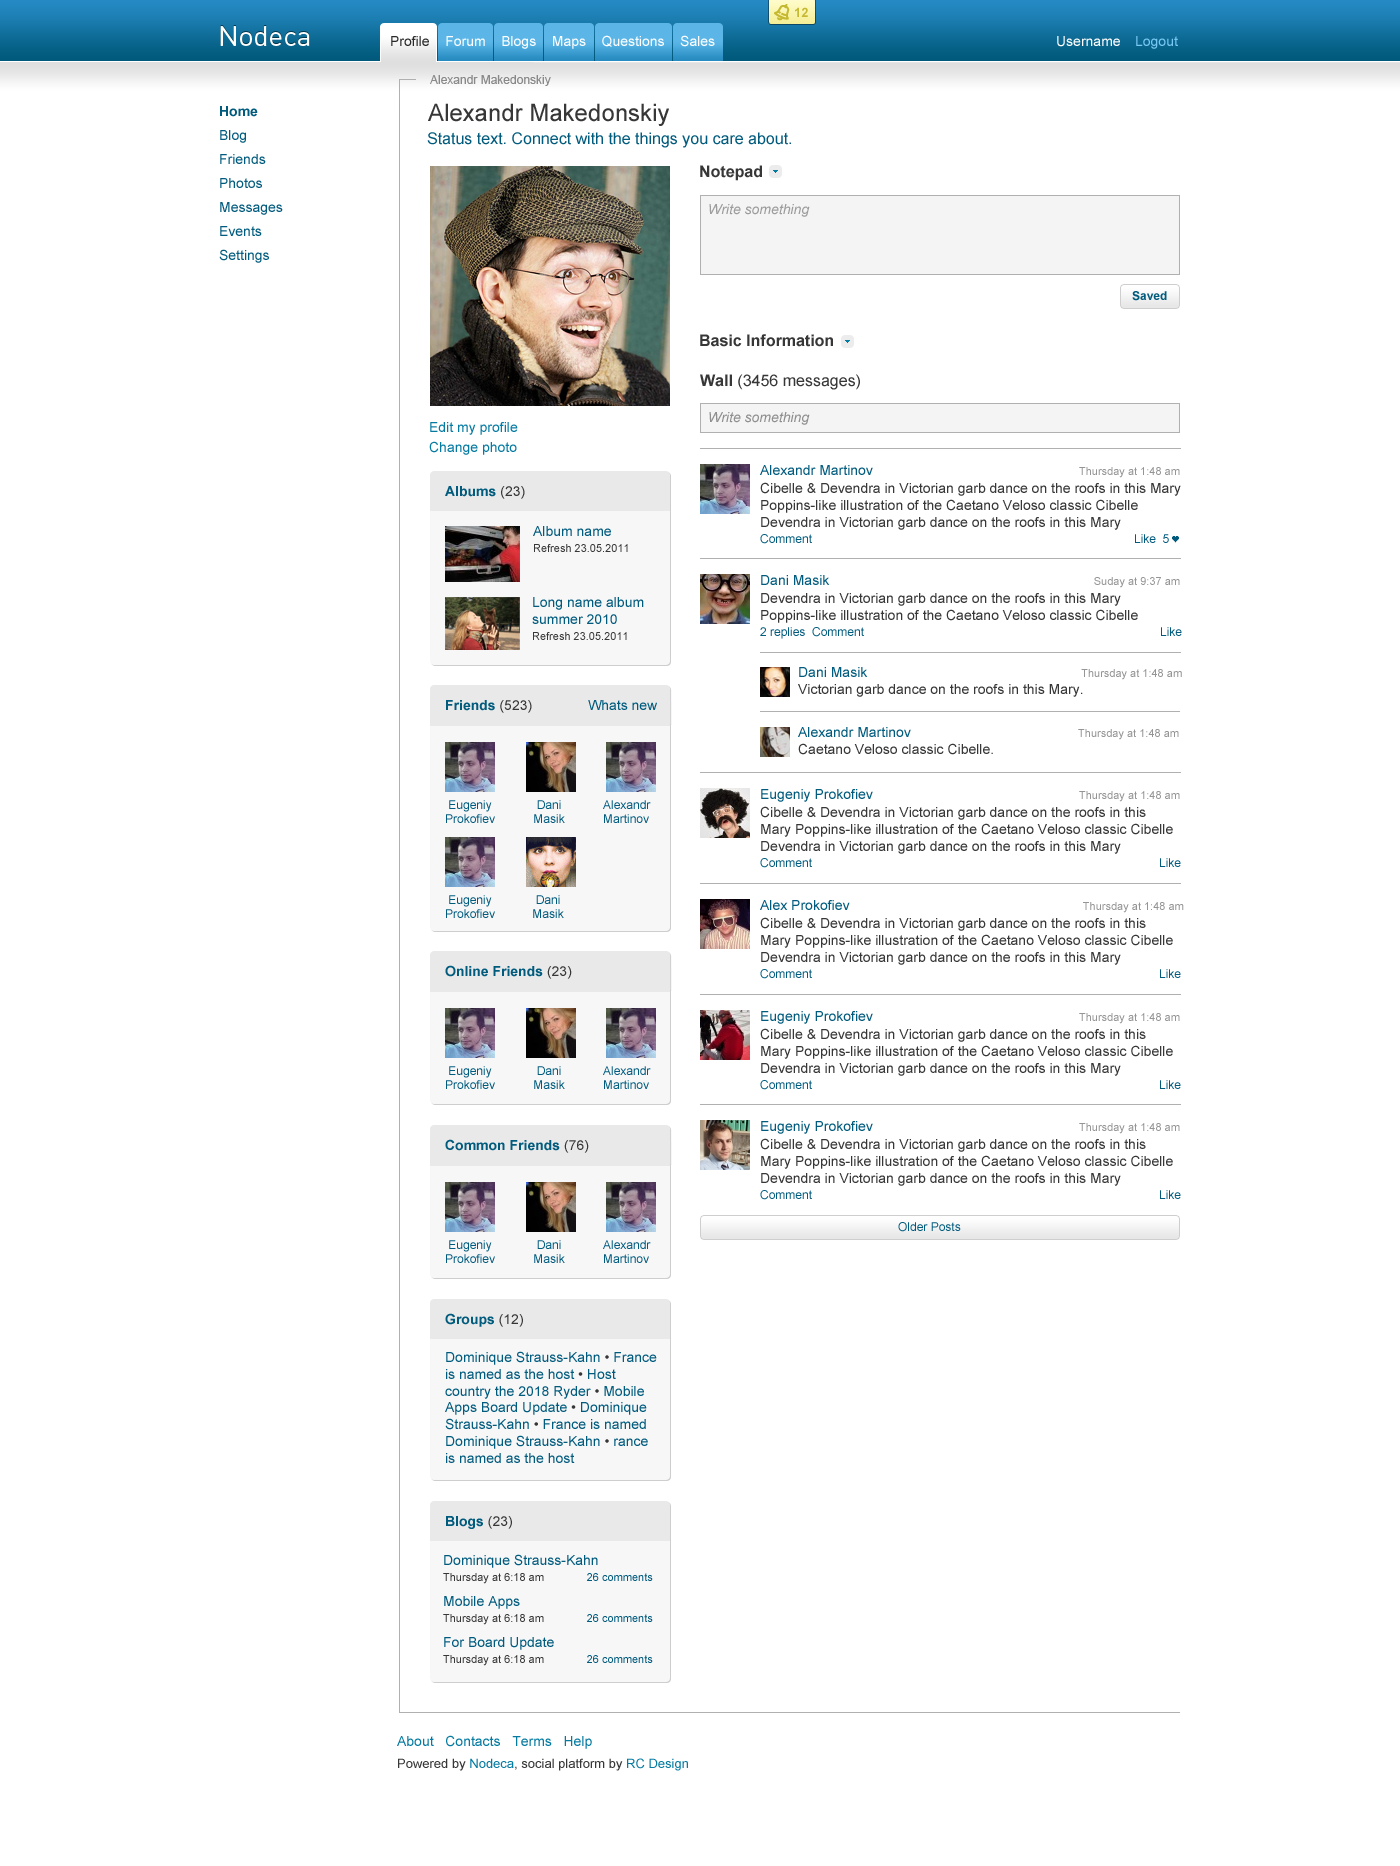 12
Nodeca
Profile Forum Blogs Maps Questions Sales
Username Logout
Alexandr Makedonskiy
Home
Blog
Friends
Photos
Messages
Events
Settings
Alexandr Makedonskiy
Status text. Connect with the things you care about.
Edit my profile
Change photo
Albums (23)
Album name
Refresh 23.05.2011
Long name album
summer 2010
Refresh 23.05.2011
Friends (523) Whats new
Eugeniy
Prokofiev
Dani
Masik
Alexandr
Martinov
Eugeniy
Prokofiev
Dani
Masik
Online Friends (23)
Eugeniy
Prokofiev
Dani
Masik
Alexandr
Martinov
Common Friends (76)
Eugeniy
Prokofiev
Dani
Masik
Alexandr
Martinov
Groups (12)
Dominique Strauss-Kahn • France
is named as the host • Host
country the 2018 Ryder • Mobile
Apps Board Update • Dominique
Strauss-Kahn • France is named
Dominique Strauss-Kahn • rance
is named as the host
Blogs (23)
Dominique Strauss-Kahn
Thursday at 6:18 am 26 comments
Mobile Apps
Thursday at 6:18 am 26 comments
For Board Update
Thursday at 6:18 am 26 comments
Notepad
Write something
Saved
Basic Information
Wall (3456 messages)
Write something
Alexandr Martinov Thursday at 1:48 am
Cibelle & Devendra in Victorian garb dance on the roofs in this Mary
Poppins-like illustration of the Caetano Veloso classic Cibelle
Devendra in Victorian garb dance on the roofs in this Mary
Comment Like 5 ♥
Dani Masik Suday at 9:37 am
Devendra in Victorian garb dance on the roofs in this Mary
Poppins-like illustration of the Caetano Veloso classic Cibelle
2 replies Comment Like
Dani Masik Thursday at 1:48 am
Victorian garb dance on the roofs in this Mary.
Alexandr Martinov Thursday at 1:48 am
Caetano Veloso classic Cibelle.
Eugeniy Prokofiev Thursday at 1:48 am
Cibelle & Devendra in Victorian garb dance on the roofs in this
Mary Poppins-like illustration of the Caetano Veloso classic Cibelle
Devendra in Victorian garb dance on the roofs in this Mary
Comment Like
Alex Prokofiev Thursday at 1:48 am
Cibelle & Devendra in Victorian garb dance on the roofs in this
Mary Poppins-like illustration of the Caetano Veloso classic Cibelle
Devendra in Victorian garb dance on the roofs in this Mary
Comment Like
Eugeniy Prokofiev Thursday at 1:48 am
Cibelle & Devendra in Victorian garb dance on the roofs in this
Mary Poppins-like illustration of the Caetano Veloso classic Cibelle
Devendra in Victorian garb dance on the roofs in this Mary
Comment Like
Eugeniy Prokofiev Thursday at 1:48 am
Cibelle & Devendra in Victorian garb dance on the roofs in this
Mary Poppins-like illustration of the Caetano Veloso classic Cibelle
Devendra in Victorian garb dance on the roofs in this Mary
Comment Like
Older Posts
About Contacts Terms Help
Powered by Nodeca, social platform by RC Design